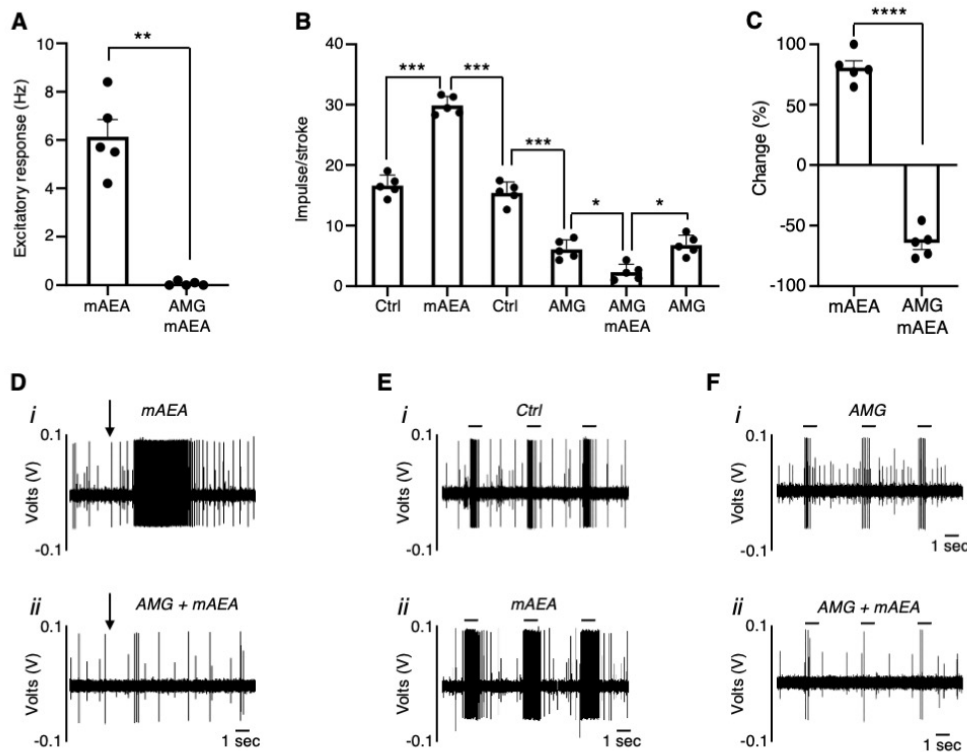 A
**
10
8
6
4
2
0
Excitatory response (Hz)
mAEA
AMG
mAEA
B
40
30
20
10
0
Impulse/stroke
***
***
***
*
*
Ctrl
mAEA
Ctrl
AMG
AMG
mAEA
AMG
C
****
100
50
0
-50
-100
Change (%)
mAEA
AMG
mAEA
D
i
mAEA
0.1
Volts (V)
-0.1
ii
AMG + mAEA
0.1
Volts (V)
-0.1
1 sec
E
i
Ctrl
0.1
Volts (V)
-0.1
ii
mAEA
0.1
Volts (V)
-0.1
1 sec
F
i
AMG
0.1
Volts (V)
-0.1
1 sec
ii
AMG + mAEA
0.1
Volts (V)
-0.1
1 sec